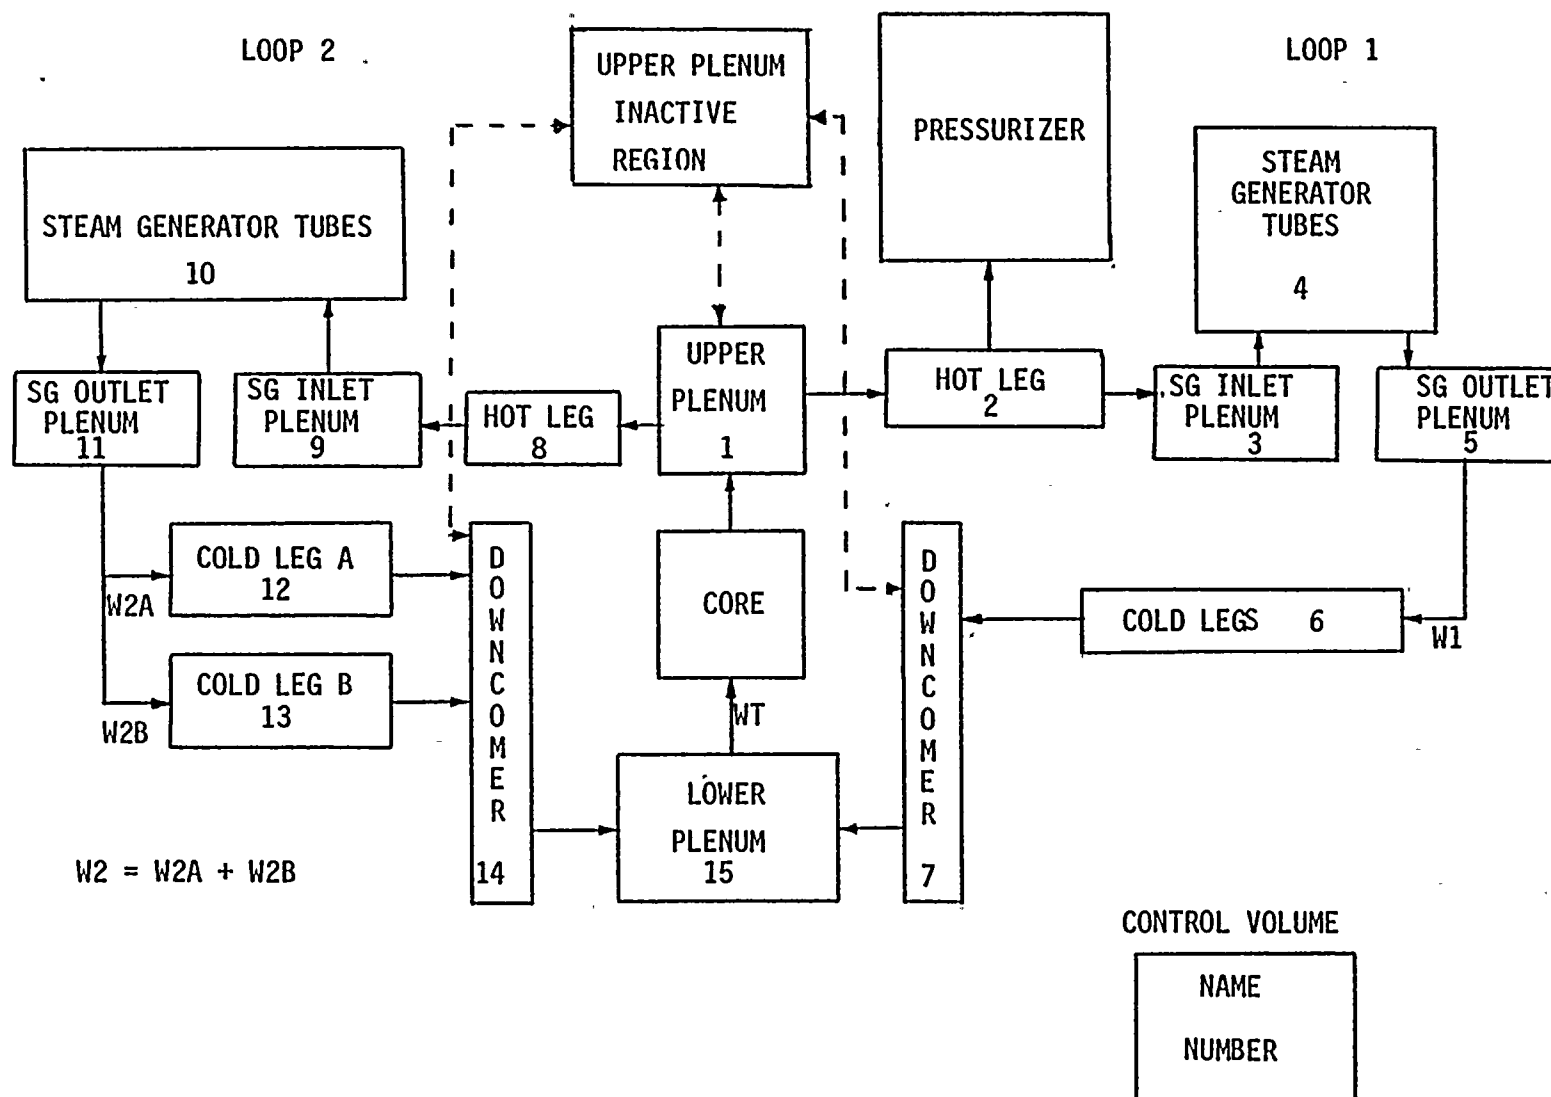 LOOP 2
LOOP 1
UPPER PLENUM
INACTIVE
REGION
PRESSURIZER
STEAM
GENERATOR
TUBES
4
STEAM GENERATOR TUBES
10
UPPER
PLENUM
1
HOT LEG
2
SG INLET
PLENUM
3
SG OUTLET
PLENUM
5
SG OUTLET
PLENUM
11
SG INLET
PLENUM
9
HOT LEG
8
COLD LEG A
12
W2A
COLD LEG B
13
W2B
DOWNCOMER
14
CORE
WT
LOWER
PLENUM
15
DOWNCOMER
7
COLD LEGS 6
W1
W2 = W2A + W2B
CONTROL VOLUME
NAME
NUMBER